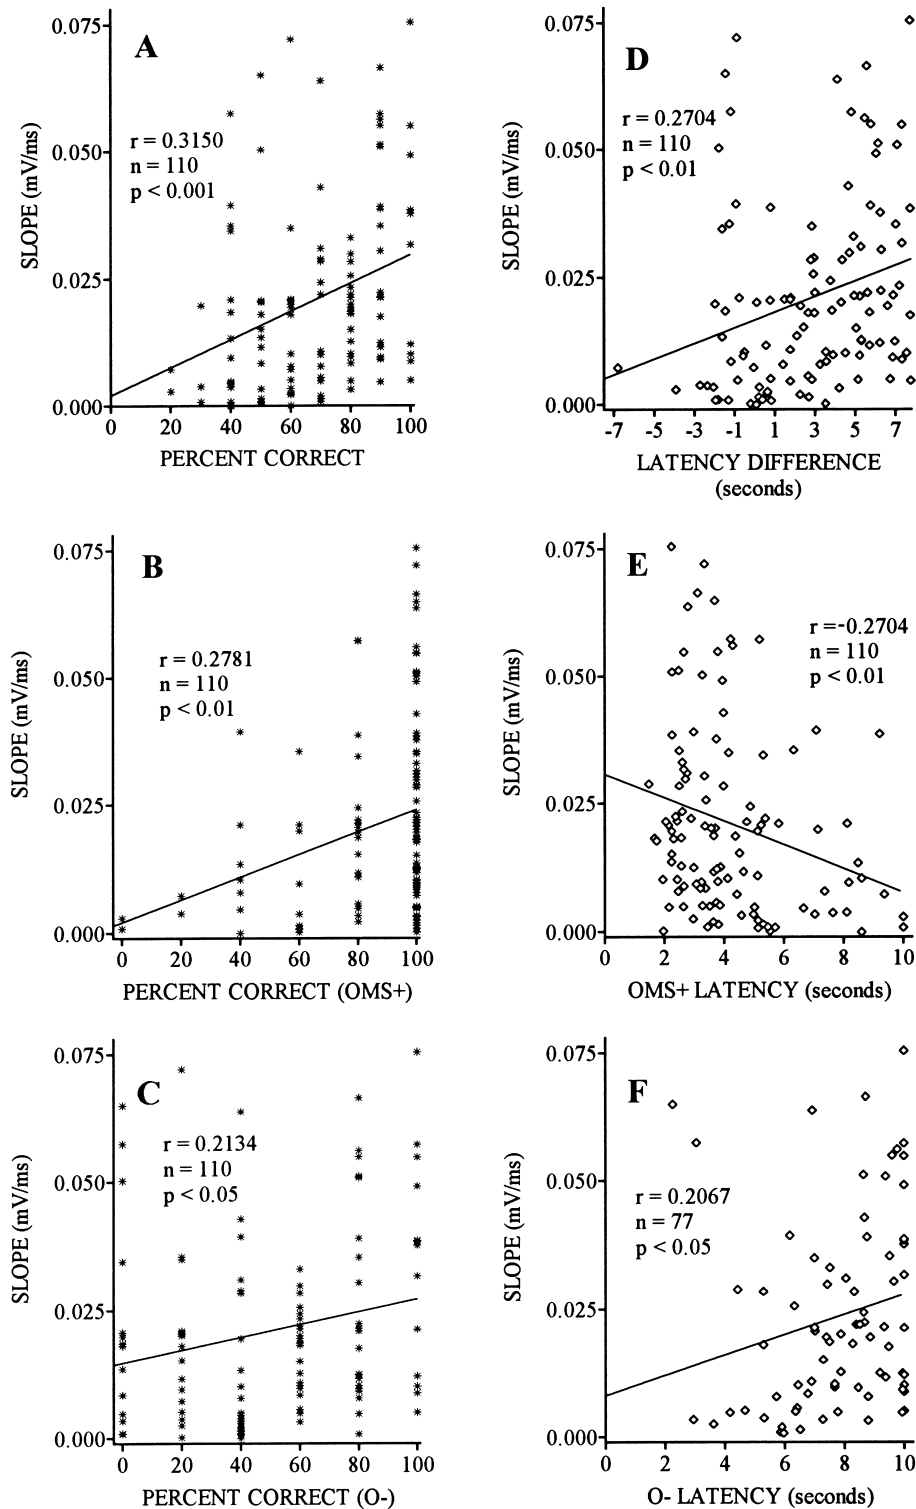 A
r = 0.3150
n = 110
p < 0.001
SLOPE (mV/ms)
0.075
0.050
0.025
0.000
0 20 40 60 80 100
PERCENT CORRECT
D
r = 0.2704
n = 110
p < 0.01
SLOPE (mV/ms)
0.075
0.050
0.025
0.000
-7 -5 -3 -1 1 3 5 7
LATENCY DIFFERENCE
(seconds)
B
r = 0.2781
n = 110
p < 0.01
SLOPE (mV/ms)
0.075
0.050
0.025
0.000
0 20 40 60 80 100
PERCENT CORRECT (OMS+)
E
r =-0.2704
n = 110
p < 0.01
SLOPE (mV/ms)
0.075
0.050
0.025
0.000
0 2 4 6 8 10
OMS+ LATENCY (seconds)
C
r = 0.2134
n = 110
p < 0.05
SLOPE (mV/ms)
0.075
0.050
0.025
0.000
0 20 40 60 80 100
PERCENT CORRECT (O-)
F
r = 0.2067
n = 77
p < 0.05
SLOPE (mV/ms)
0.075
0.050
0.025
0.000
0 2 4 6 8 10
O- LATENCY (seconds)